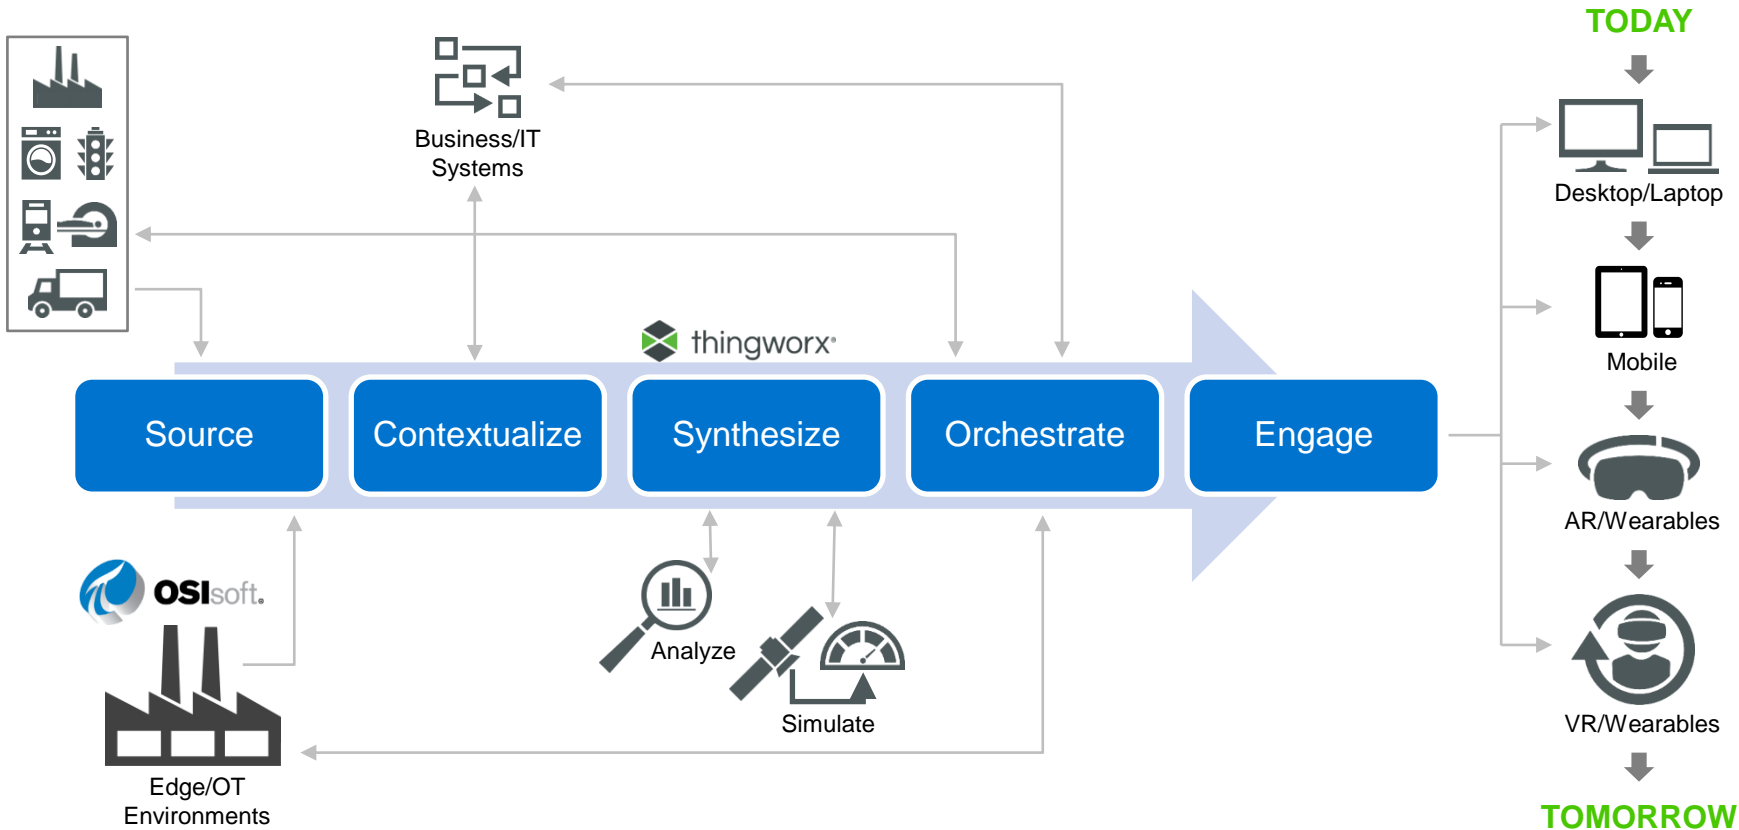 TODAY
Business/IT
Systems
Desktop/Laptop
thingworx
Mobile
Source
Contextualize
Synthesize
Orchestrate
Engage
AR/Wearables
OSIsoft.
Analyze
Simulate
VR/Wearables
Edge/OT
Environments
TOMORROW